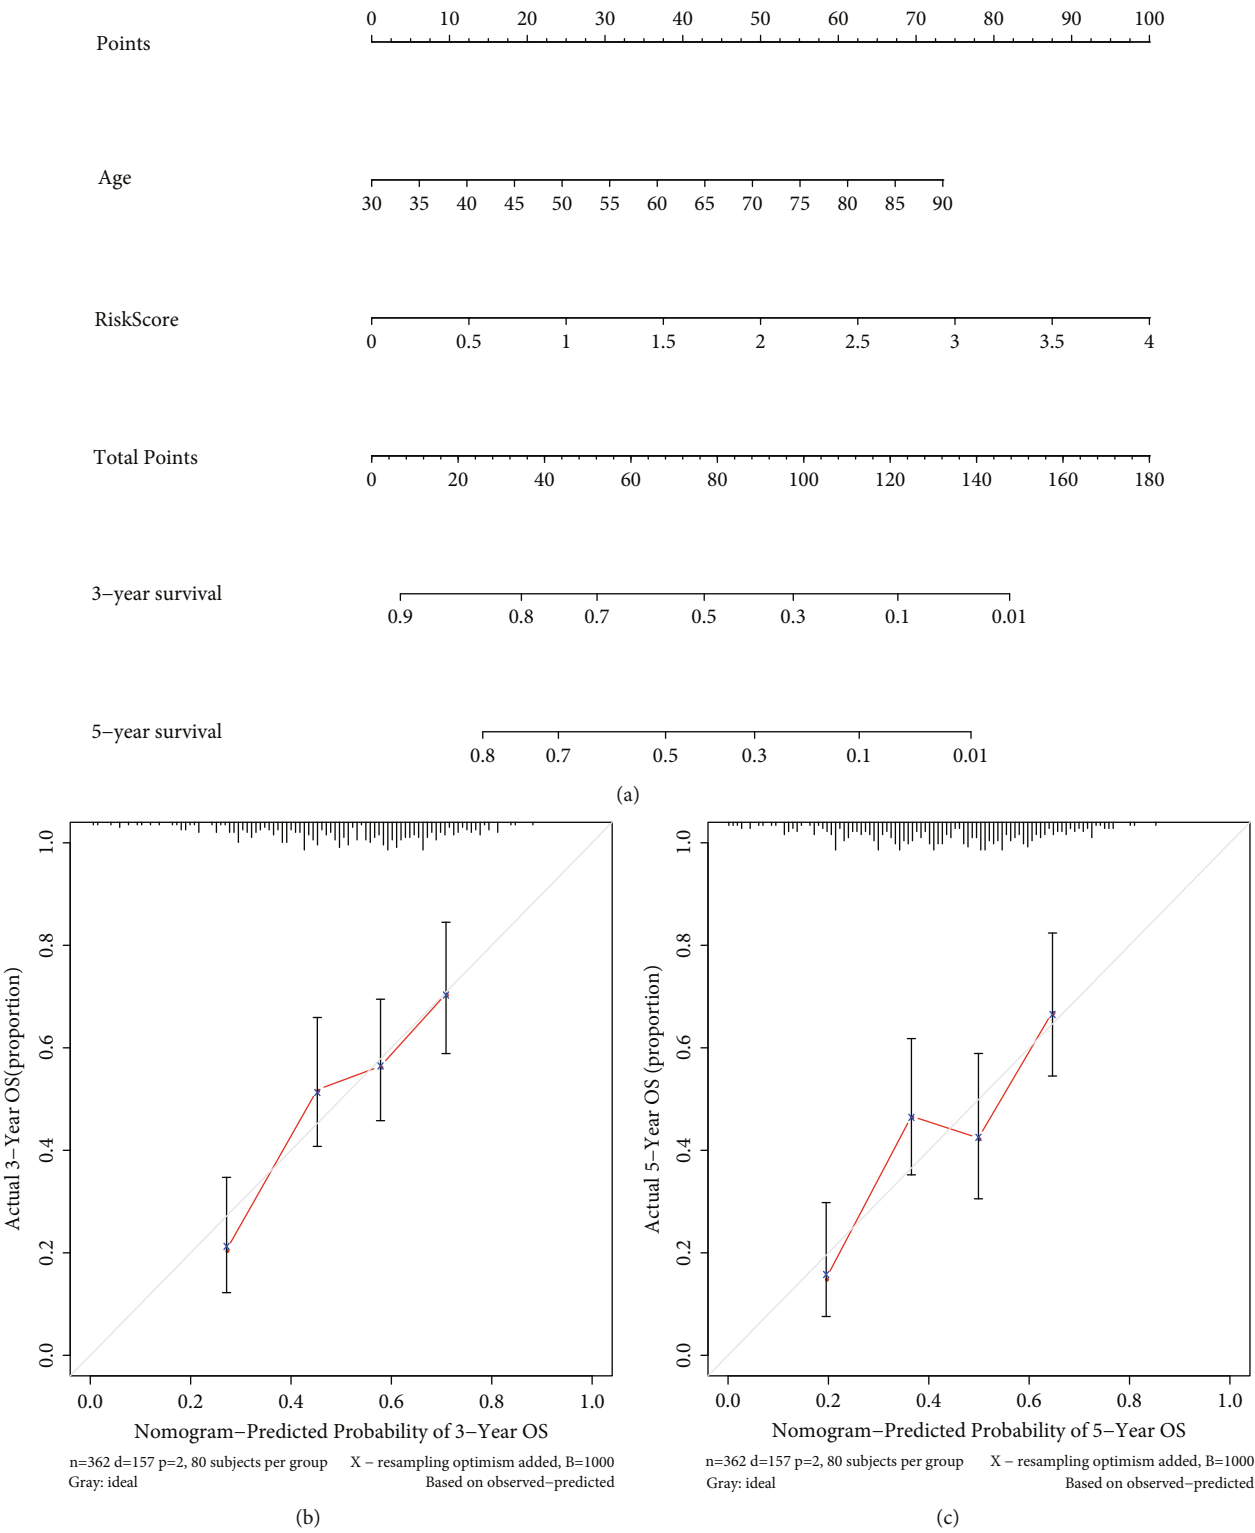 0 10 20 30 40 50 60 70 80 90 100
Points
Age
30 35 40 45 50 55 60 65 70 75 80 85 90
RiskScore
0 0.5 1 1.5 2 2.5 3 3.5 4
Total Points
0 20 40 60 80 100 120 140 160 180
3−year survival
0.9 0.8 0.7 0.5 0.3 0.1 0.01
5−year survival
0.8 0.7 0.5 0.3 0.1 0.01
(a)
Actual 3−Year OS(proportion)
1.0
0.8
0.6
0.4
0.2
0.0
0.0 0.2 0.4 0.6 0.8 1.0
Nomogram−Predicted Probability of 3−Year OS
n=362 d=157 p=2, 80 subjects per group X − resampling optimism added, B=1000
Gray: ideal Based on observed−predicted
(b)
Actual 5−Year OS (proportion)
1.0
0.8
0.6
0.4
0.2
0.0
0.0 0.2 0.4 0.6 0.8 1.0
Nomogram−Predicted Probability of 5−Year OS
n=362 d=157 p=2, 80 subjects per group X − resampling optimism added, B=1000
Gray: ideal Based on observed−predicted
(c)